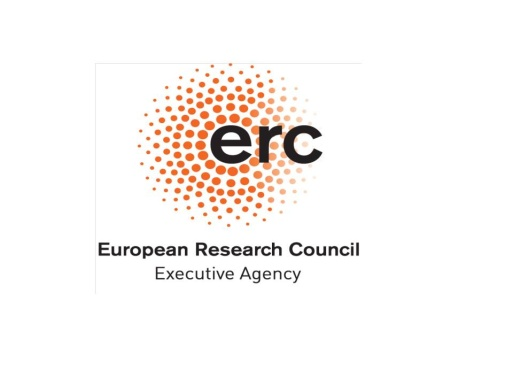 erc
European Research Council
Executive Agency